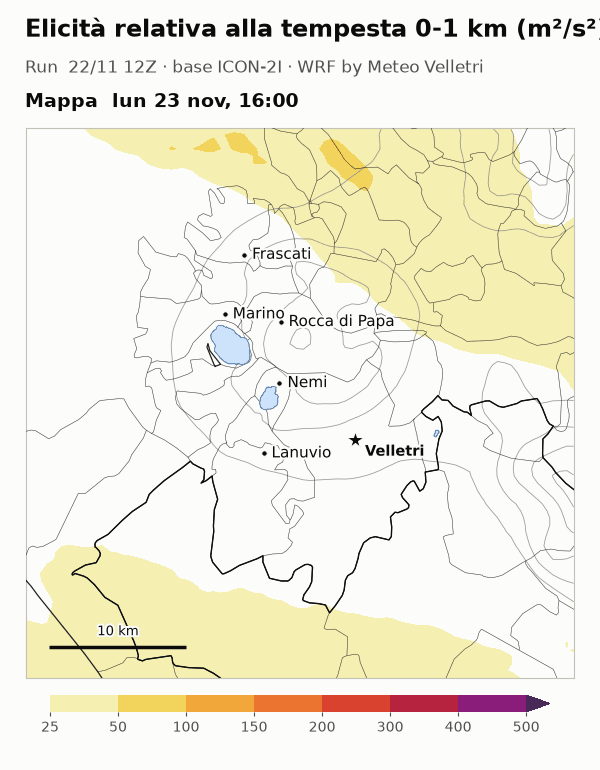 Elicità relativa alla tempesta 0-1 km (m²/s²)
Run  22/11 12Z · base ICON-2I · WRF by Meteo Velletri
Mappa  lun 23 nov, 16:00
Frascati
Marino
Rocca di Papa
Nemi
Velletri
Lanuvio
10 km
25 50 100 150 200 300 400 500